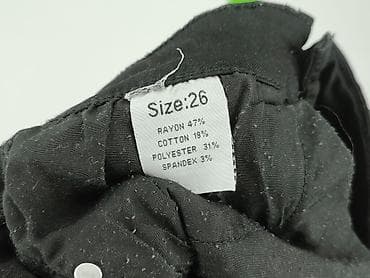 Size:26
RAYON 47%
COTTON 19%
POLYESTER 31%
SPANDEX 3%